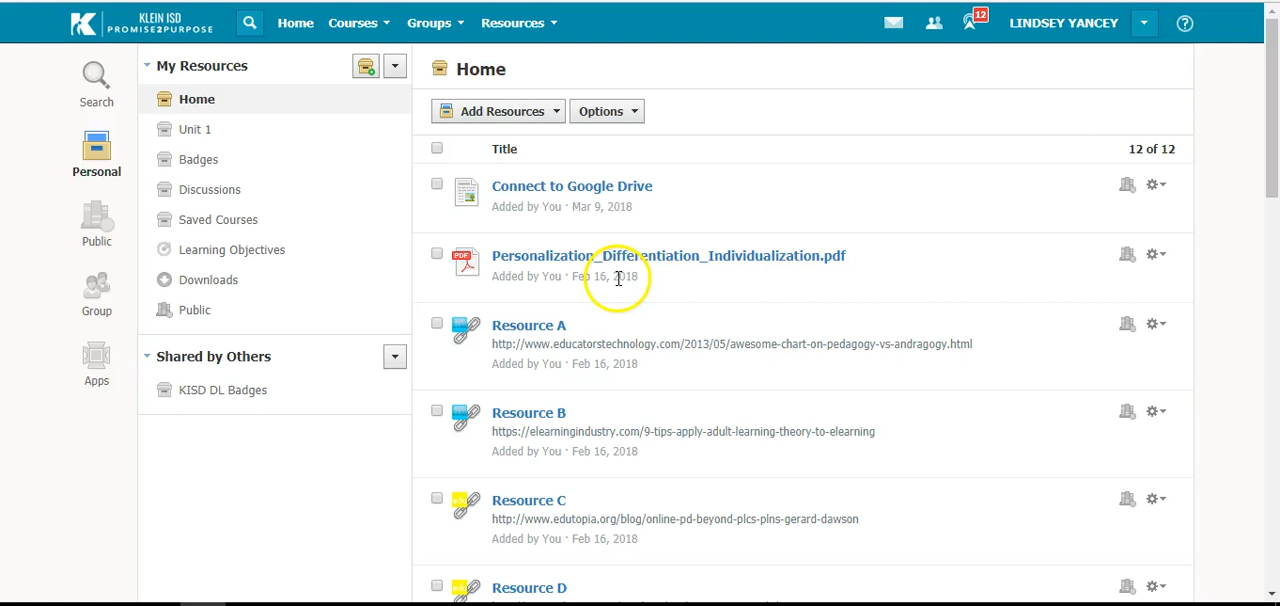 KLEIN ISD
PROMISE2PURPOSE
Home
Courses
Groups
Resources
12
LINDSEY YANCEY
Search
Personal
Public
Group
Apps
My Resources
Home
Unit 1
Badges
Discussions
Saved Courses
Learning Objectives
Downloads
Public
Shared by Others
KISD DL Badges
Home
Add Resources
Options
Title
12 of 12
Connect to Google Drive
Added by You · Mar 9, 2018
PDF
Personalization_Differentiation_Individualization.pdf
Added by You · Feb 16, 2018
Resource A
http://www.educatorstechnology.com/2013/05/awesome-chart-on-pedagogy-vs-andragogy.html
Added by You · Feb 16, 2018
Resource B
https://elearningindustry.com/9-tips-apply-adult-learning-theory-to-elearning
Added by You · Feb 16, 2018
Resource C
http://www.edutopia.org/blog/online-pd-beyond-plcs-plns-gerard-dawson
Added by You · Feb 16, 2018
Resource D